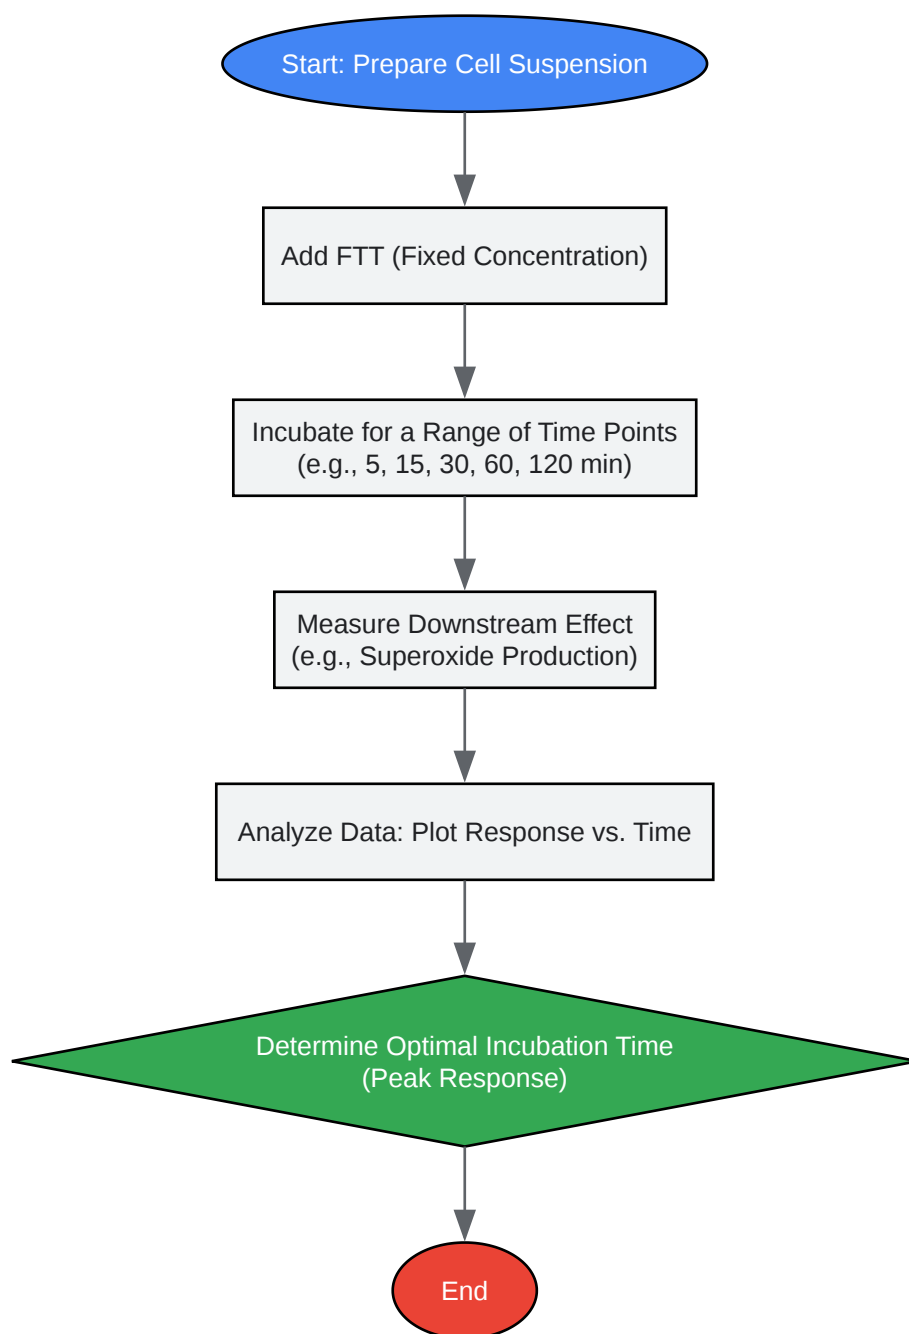 Start: Prepare Cell Suspension
Add FTT (Fixed Concentration)
Incubate for a Range of Time Points
(e.g., 5, 15, 30, 60, 120 min)
Measure Downstream Effect
(e.g., Superoxide Production)
Analyze Data: Plot Response vs. Time
Determine Optimal Incubation Time
(Peak Response)
End